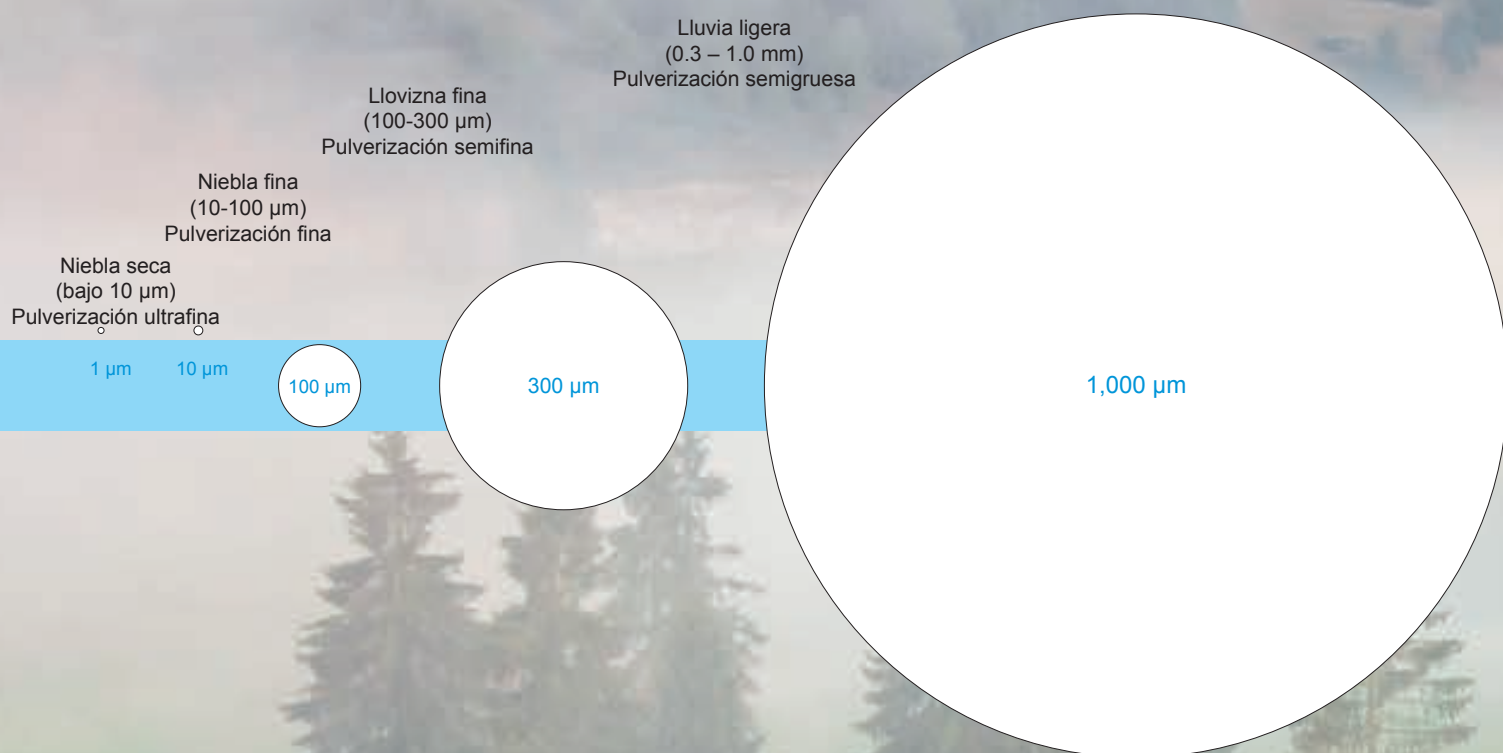 Lluvia ligera
(0.3 – 1.0 mm)
Pulverización semigruesa
Llovizna fina
(100-300 µm)
Pulverización semifina
Niebla fina
(10-100 µm)
Pulverización fina
Niebla seca
(bajo 10 µm)
Pulverización ultrafina
1 µm
10 µm
100 µm
300 µm
1,000 µm